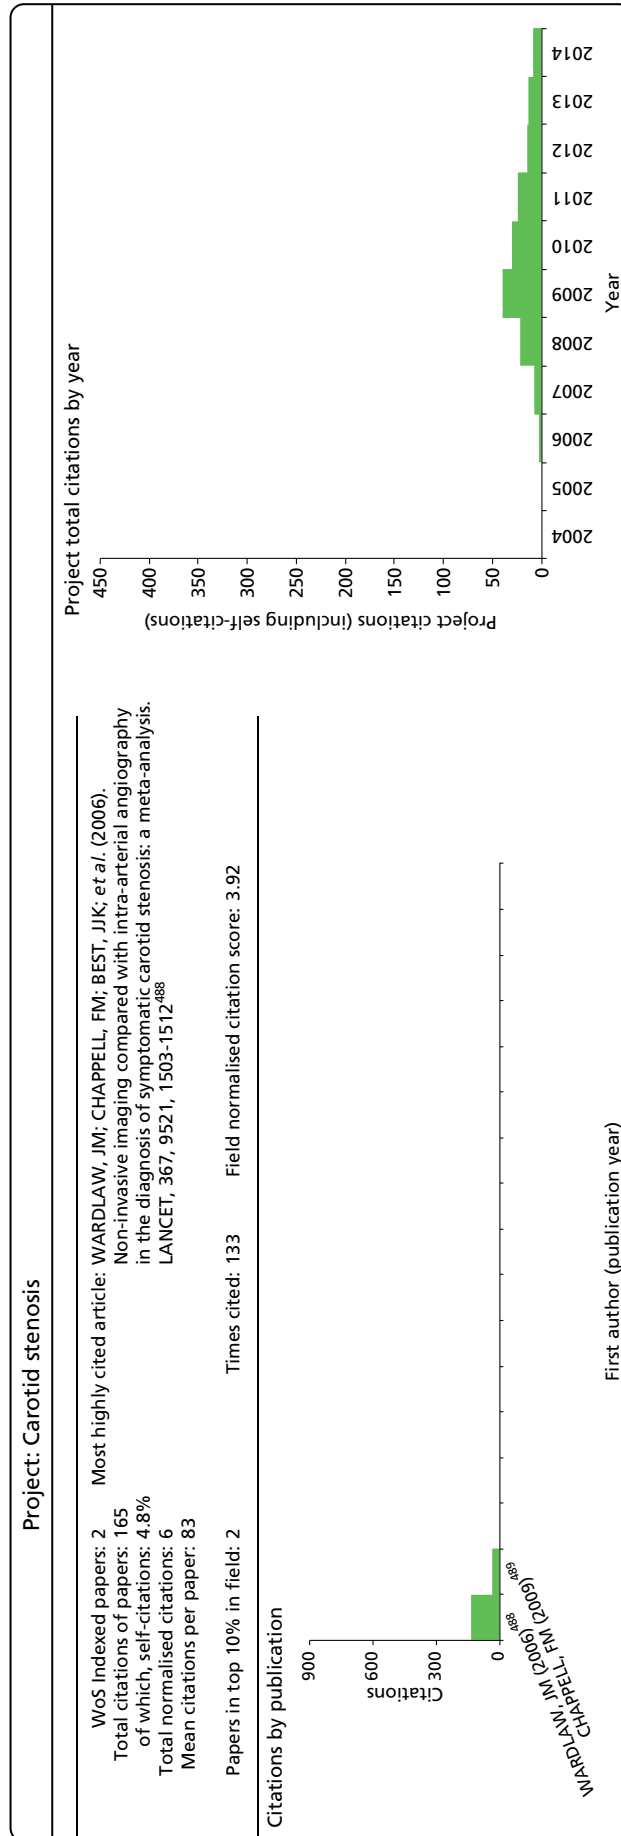 Project: Carotid stenosis
WoS Indexed papers: 2
Total citations of papers: 165
of which, self-citations: 4.8%
Total normalised citations: 6
Mean citations per paper: 83
Papers in top 10% in field: 2
Most highly cited article: WARDLAW, JM; CHAPPELL, FM; BEST, JJK; et al. (2006).
Non-invasive imaging compared with intra-arterial angiography
in the diagnosis of symptomatic carotid stenosis: a meta-analysis.
LANCET, 367, 9521, 1503-1512488
Times cited: 133
Field normalised citation score: 3.92
Citations by publication
900
600
300
0
Citations
WARDLAW, JM (2006)488
CHAPPELL, FM (2009)489
First author (publication year)
Project total citations by year
450
400
350
300
250
200
150
100
50
0
Project citations (including self-citations)
2004
2005
2006
2007
2008
2009
2010
2011
2012
2013
2014
Year